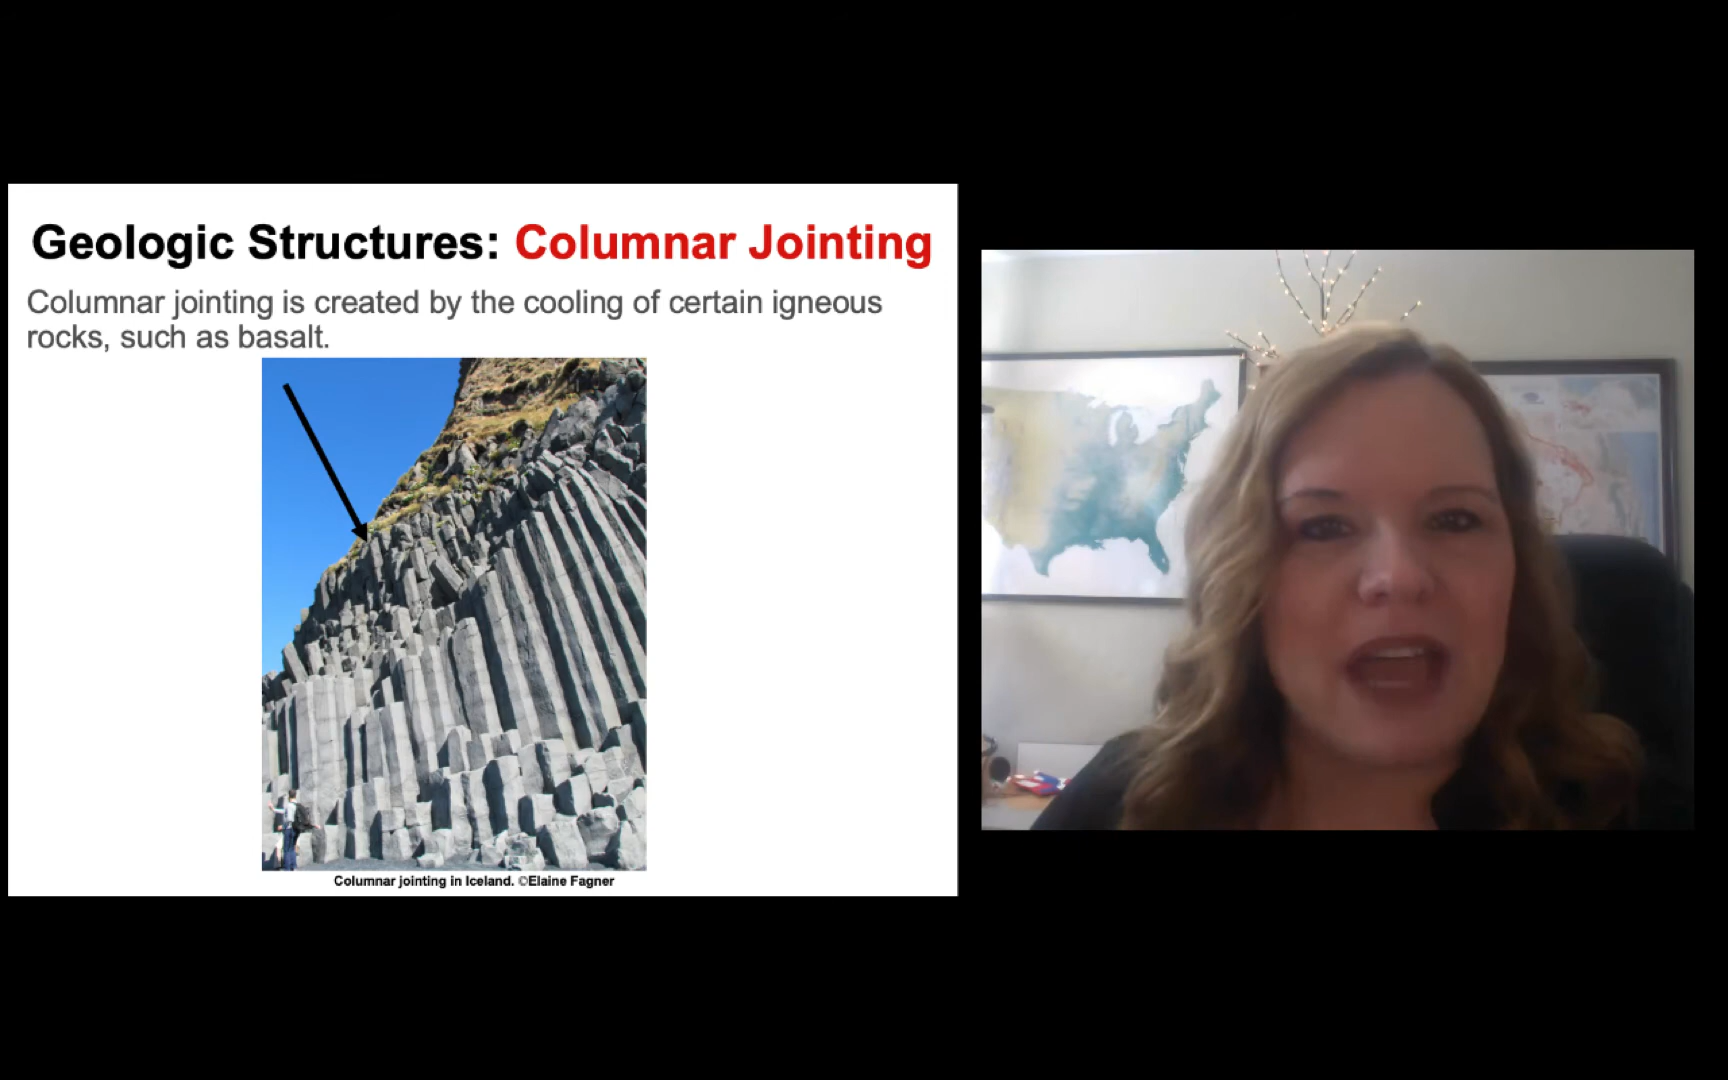 Geologic Structures: Columnar Jointing
Columnar jointing is created by the cooling of certain igneous
rocks, such as basalt.
Columnar jointing in Iceland. ©Elaine Fagner